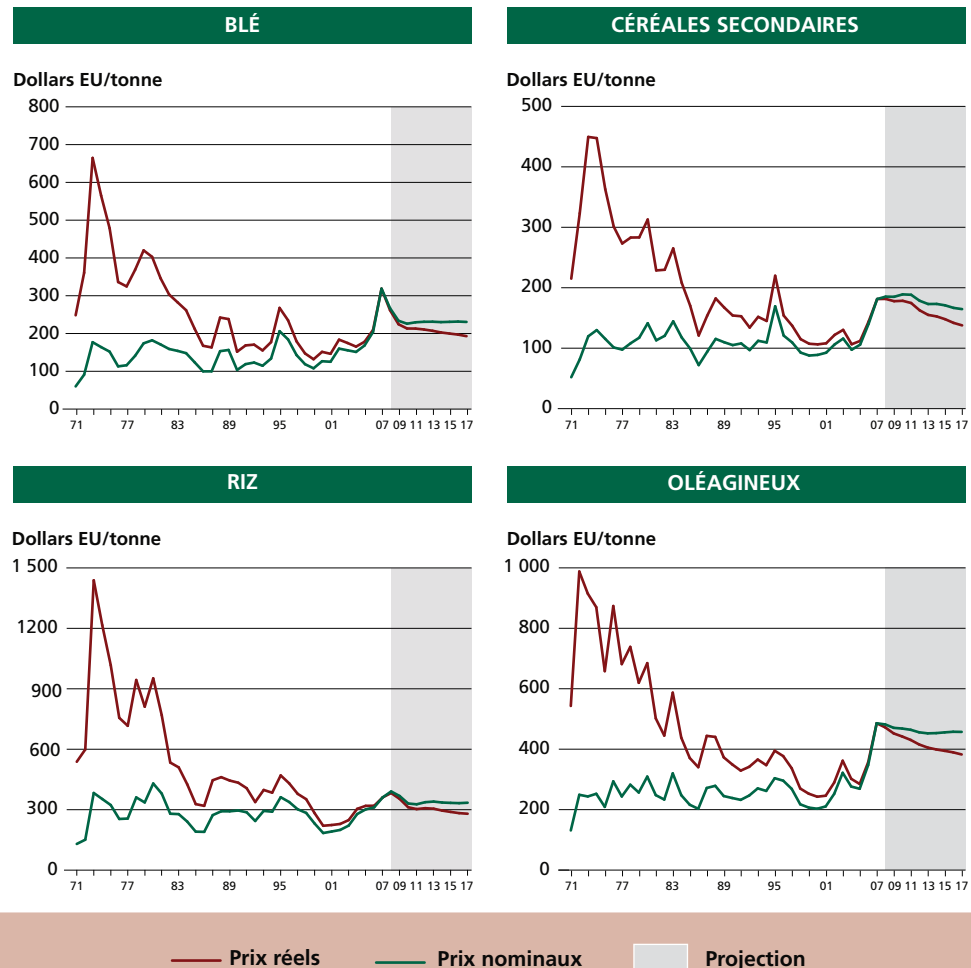 BLÉ
Dollars EU/tonne
800
700
600
500
400
300
200
100
0
71 77 83 89 95 01 07 09 11 13 15 17
CÉRÉALES SECONDAIRES
Dollars EU/tonne
500
400
300
200
100
0
71 77 83 89 95 01 07 09 11 13 15 17
RIZ
Dollars EU/tonne
1 500
1200
900
600
300
0
71 77 83 89 95 01 07 09 11 13 15 17
OLÉAGINEUX
Dollars EU/tonne
1 000
800
600
400
200
0
71 77 83 89 95 01 07 09 11 13 15 17
Prix réels Prix nominaux Projection